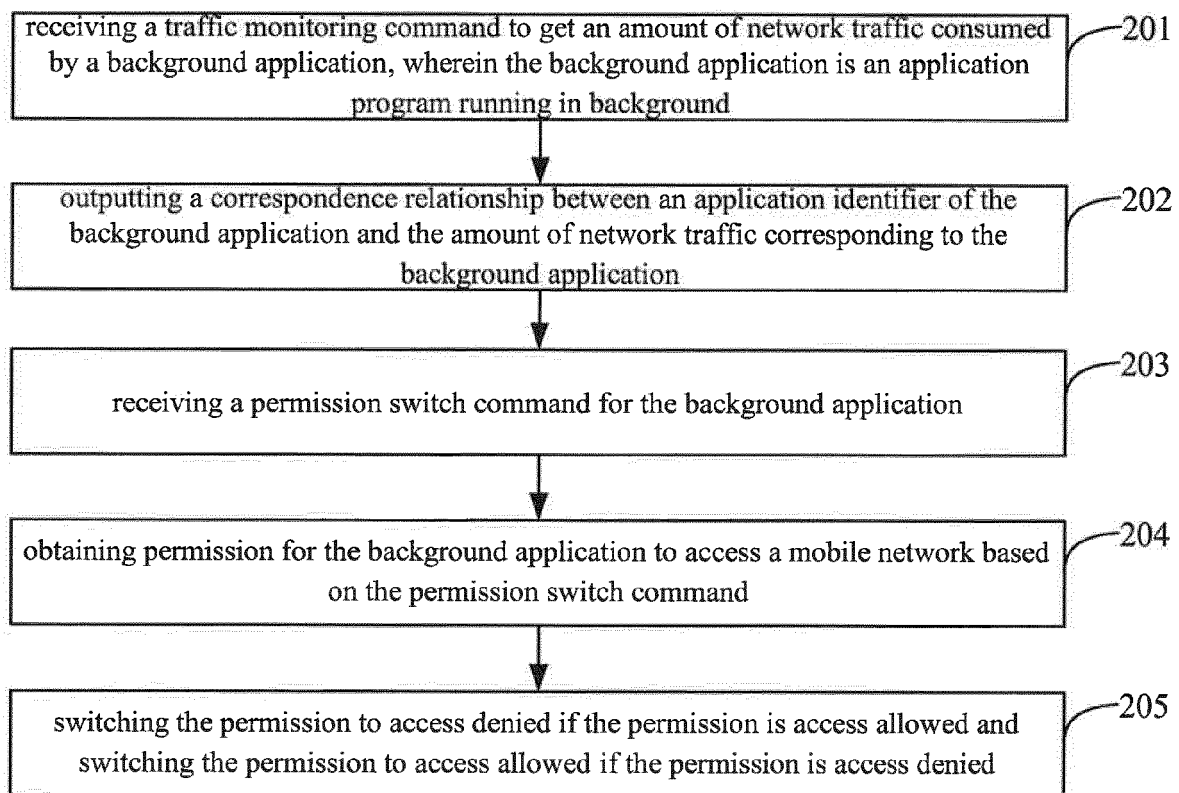 receiving a traffic monitoring command to get an amount of network traffic consumed
by a background application, wherein the background application is an application
program running in background
201
outputting a correspondence relationship between an application identifier of the
background application and the amount of network traffic corresponding to the
background application
202
receiving a permission switch command for the background application
203
obtaining permission for the background application to access a mobile network based
on the permission switch command
204
switching the permission to access denied if the permission is access allowed and
switching the permission to access allowed if the permission is access denied
205